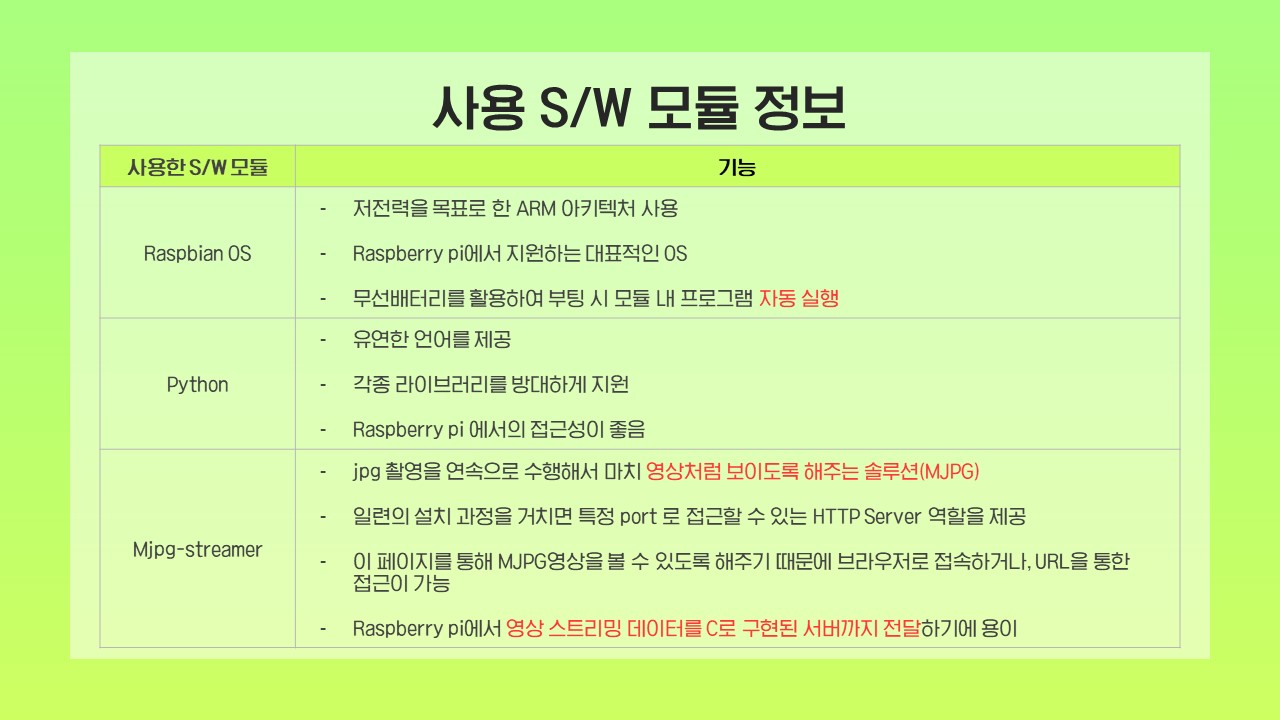 사용 S/W 모듈 정보
사용한 S/W 모듈
기능
Raspbian OS
- 저전력을 목표로 한 ARM 아키텍처 사용
- Raspberry pi에서 지원하는 대표적인 OS
- 무선배터리를 활용하여 부팅 시 모듈 내 프로그램 자동 실행
Python
- 유연한 언어를 제공
- 각종 라이브러리를 방대하게 지원
- Raspberry pi 에서의 접근성이 좋음
Mjpg-streamer
- jpg 촬영을 연속으로 수행해서 마치 영상처럼 보이도록 해주는 솔루션(MJPG)
- 일련의 설치 과정을 거치면 특정 port 로 접근할 수 있는 HTTP Server 역할을 제공
- 이 페이지를 통해 MJPG영상을 볼 수 있도록 해주기 때문에 브라우저로 접속하거나, URL을 통한
접근이 가능
- Raspberry pi에서 영상 스트리밍 데이터를 C로 구현된 서버까지 전달하기에 용이